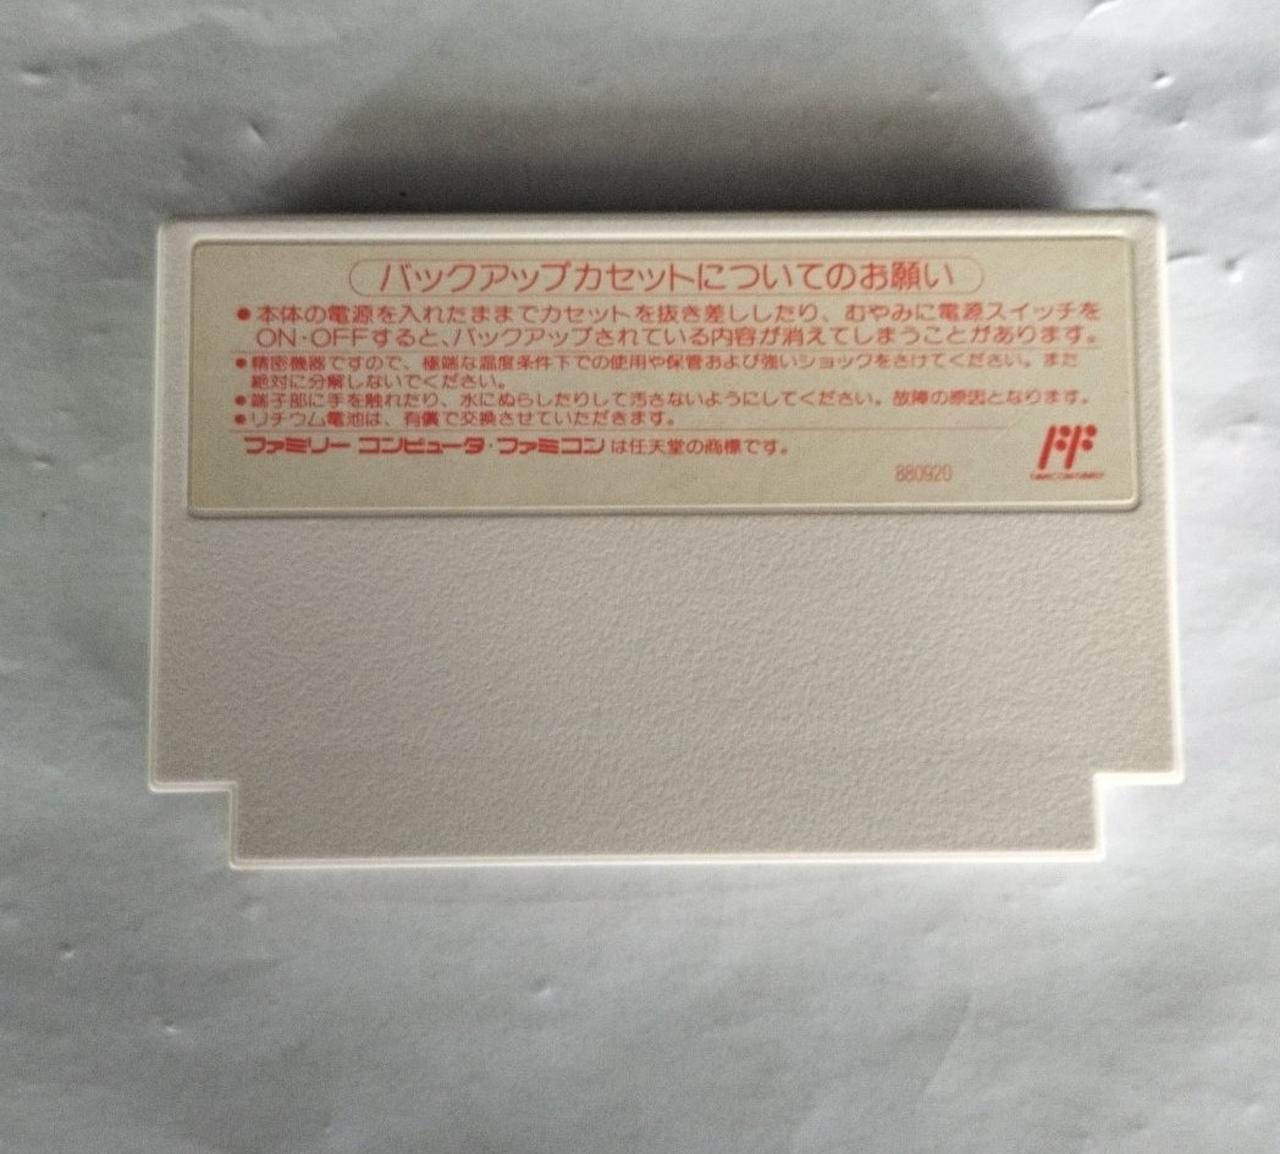 バックアップカセットについてのお願い
●本体の電源を入れたままでカセットを抜き差ししたり、むやみに電源スイッチを
ON·OFFすると、バックアップされている内容が消えてしまうことがあります。
●精密機器ですので、極端な温度条件下での使用や保管および強いショックをさけてください。また
絶対に分解しないでください。
●端子部に手を触れたり、水にぬらしたりして汚さないようにしてください。故障の原因となります。
●リチウム電池は、有償で交換させていただきます。
ファミリー コンピュータ·ファミコンは任天堂の商標です。
880920